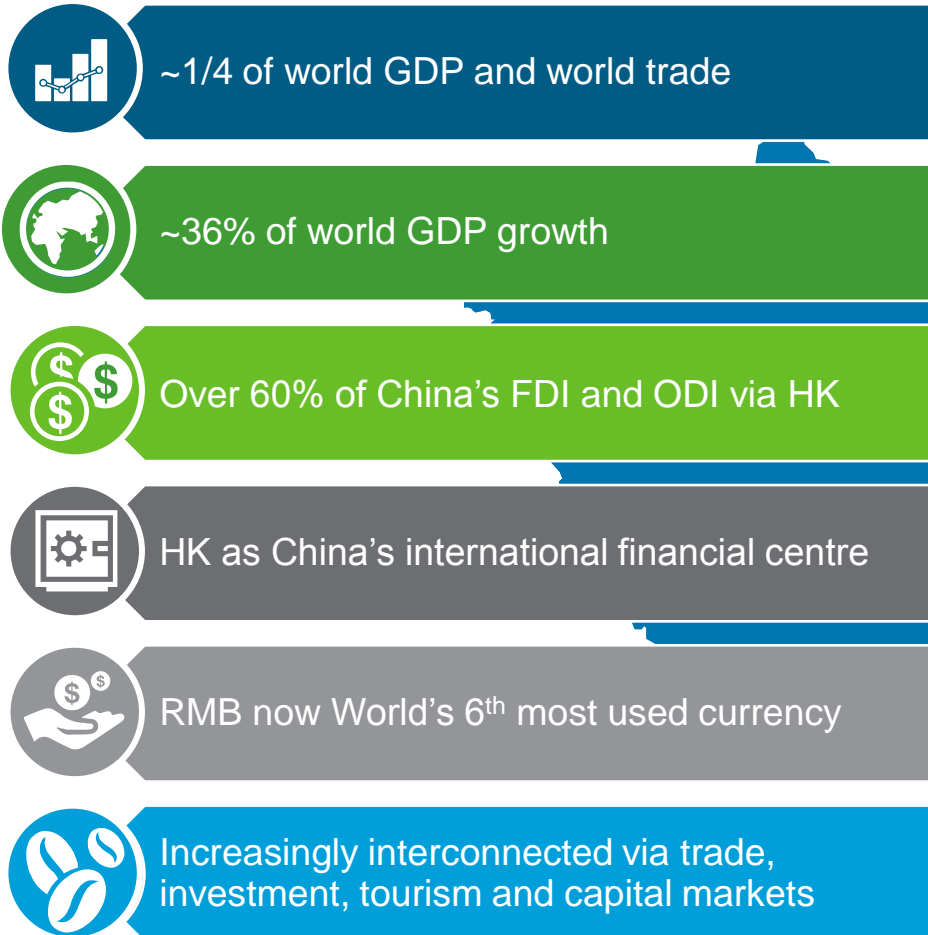 ~1/4 of world GDP and world trade
~36% of world GDP growth
$ $ $
Over 60% of China’s FDI and ODI via HK
HK as China’s international financial centre
$ $
RMB now World’s 6th most used currency
Increasingly interconnected via trade,
investment, tourism and capital markets